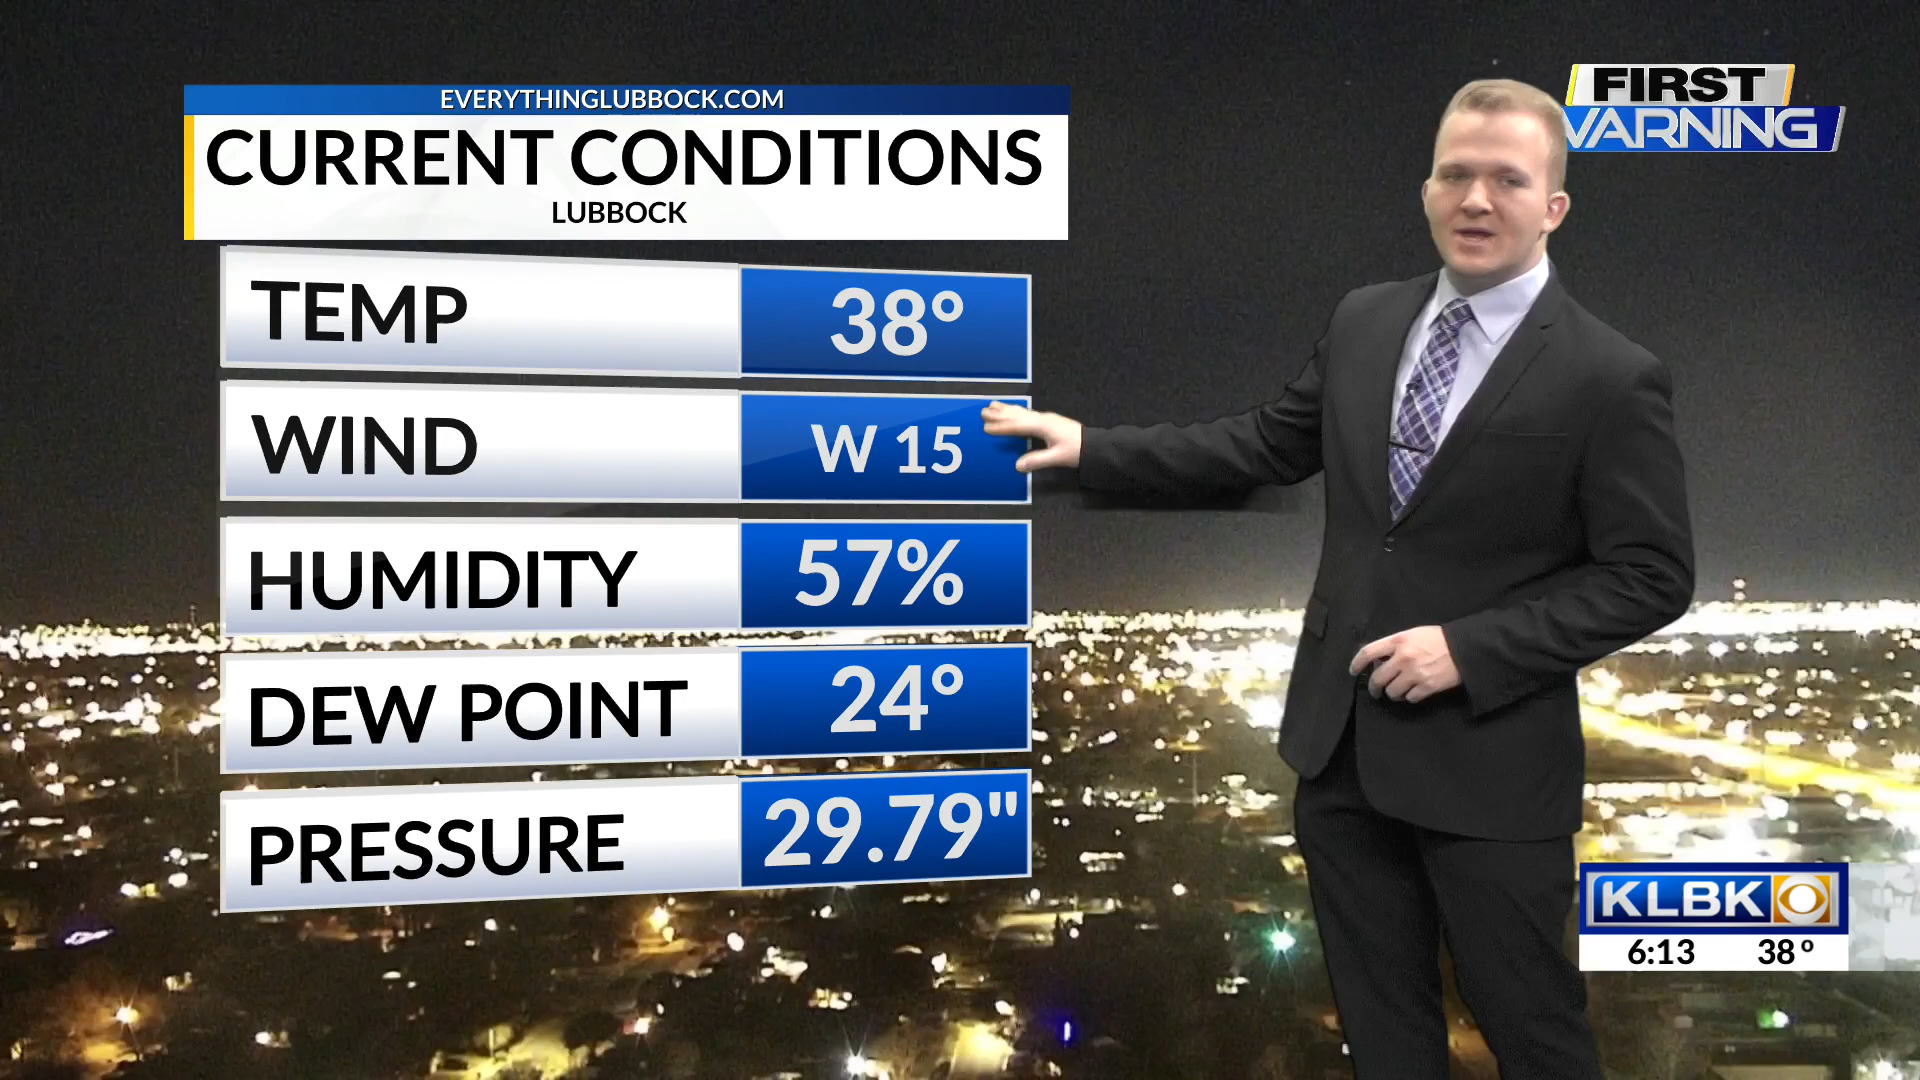 EVERYTHINGLUBBOCK.COM
CURRENT CONDITIONS
LUBBOCK
TEMP 38°
WIND W 15
HUMIDITY 57%
DEW POINT 24°
PRESSURE 29.79"
FIRST
WARNING
KLBK
6:13 38°